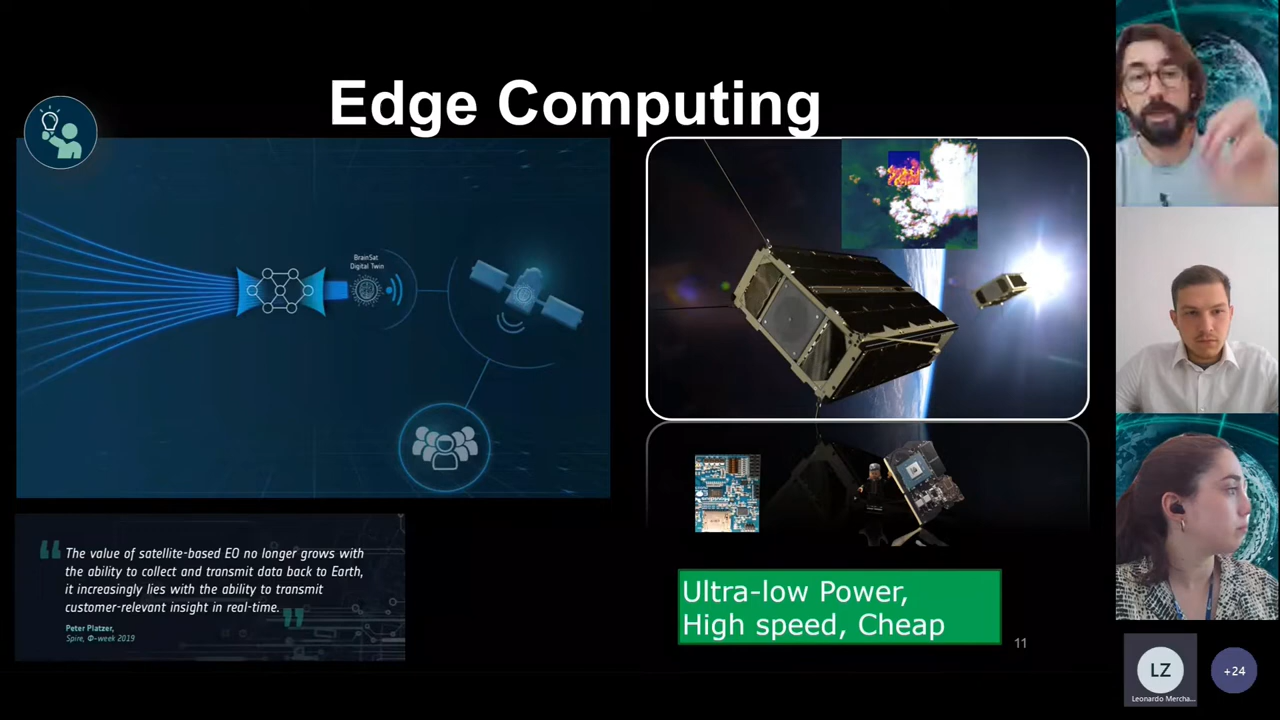 Edge Computing
BrainSat
Digital Twin
The value of satellite-based EO no longer grows with
the ability to collect and transmit data back to Earth,
it increasingly lies with the ability to transmit
customer-relevant insight in real-time.
Peter Platzer,
Spire, Φ-week 2019
Ultra-low Power,
High speed, Cheap
11
LZ
+24
Leonardo Mercha...